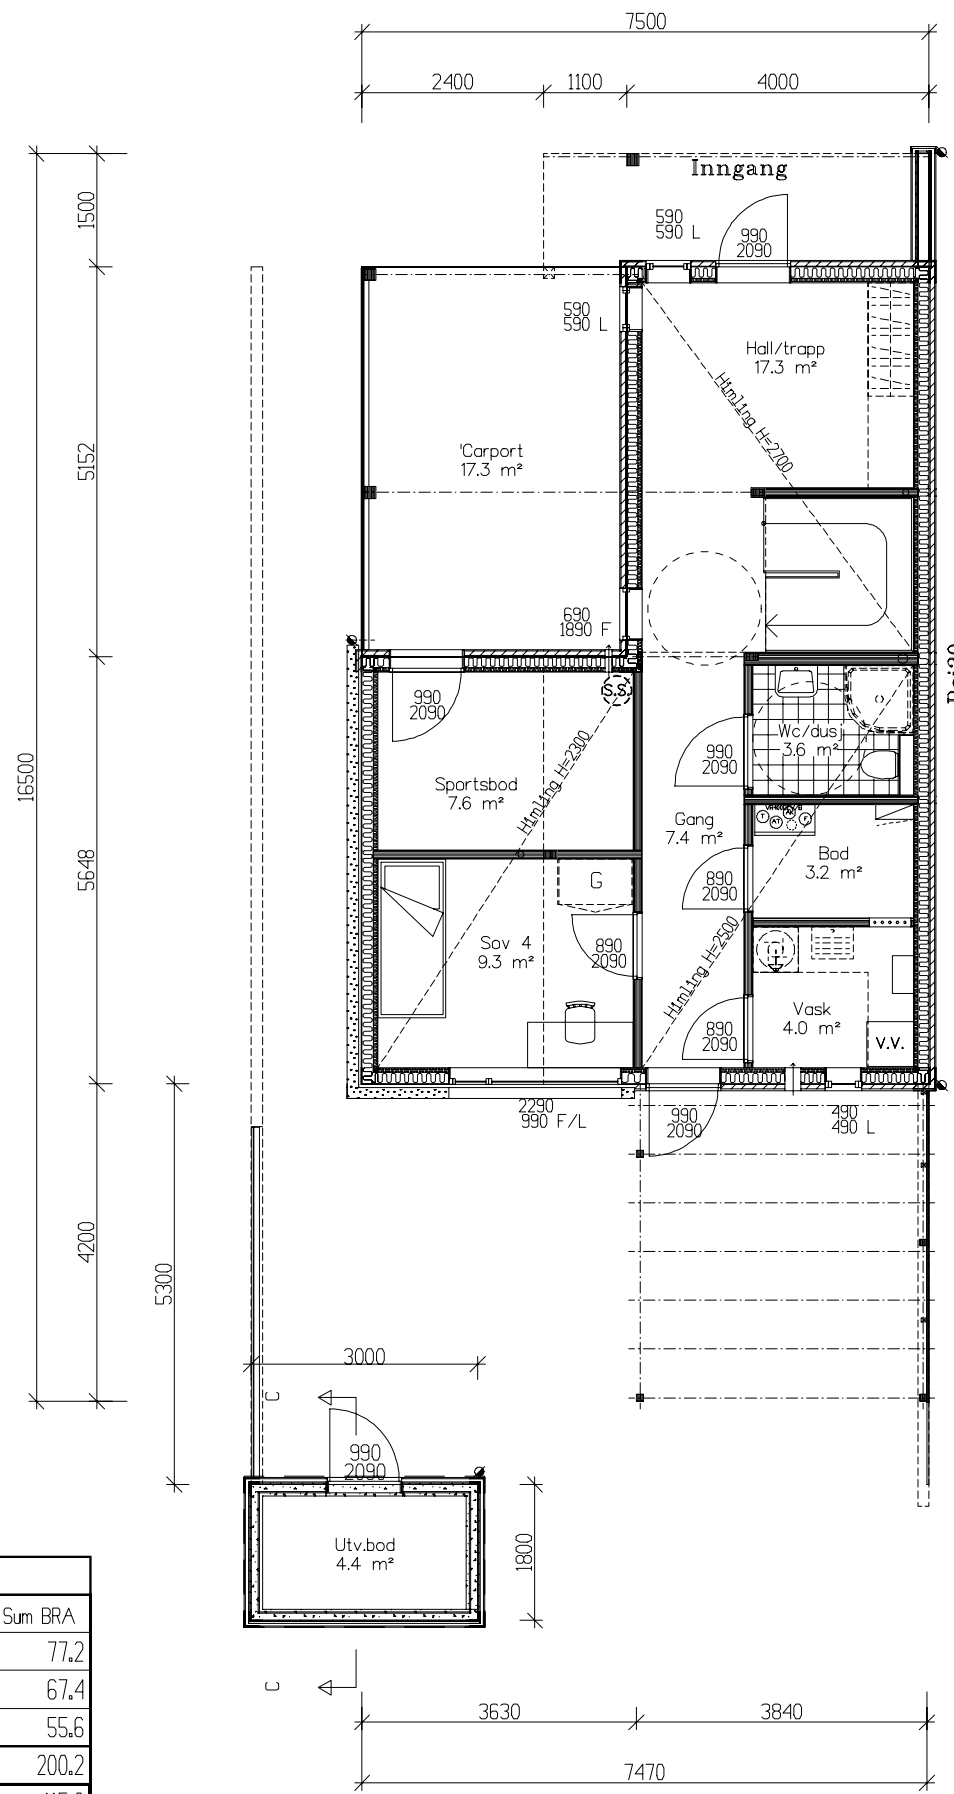 7500
2400
1100
4000
Inngang
1500
590
590 L
990
2090
590
590 L
Hall/trapp
17.3 m²
Himling H=2700
'Carport
17.3 m²
5152
690
1890 F
S.S.
990
2090
Wc/dusj
3.6 m²
990
2090
Himling H=2300
16500
Sportsbod
7.6 m²
Gang
7.4 m²
T
AT
F
Bod
3.2 m²
5648
G
890
2090
Sov 4
9.3 m²
890
2090
Himling H=2500
Vask
4.0 m²
890
2090
V.V.
2290
990 F/L
990
2090
490
490 L
4200
5300
3000
C
990
2090
Utv.bod
4.4 m²
1800
Sum BRA
77.2
67.4
55.6
200.2
C
3630
3840
7470